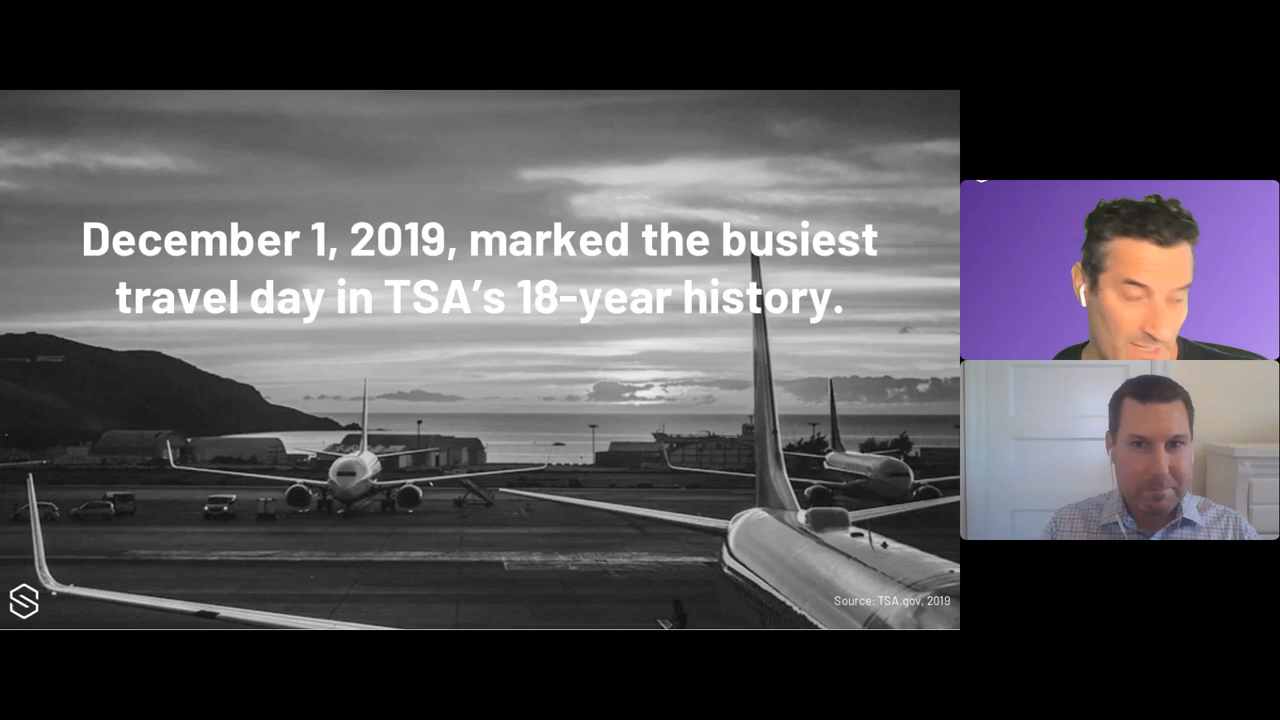 December 1, 2019, marked the busiest
travel day in TSA’s 18-year history.
Source: TSA.gov, 2019